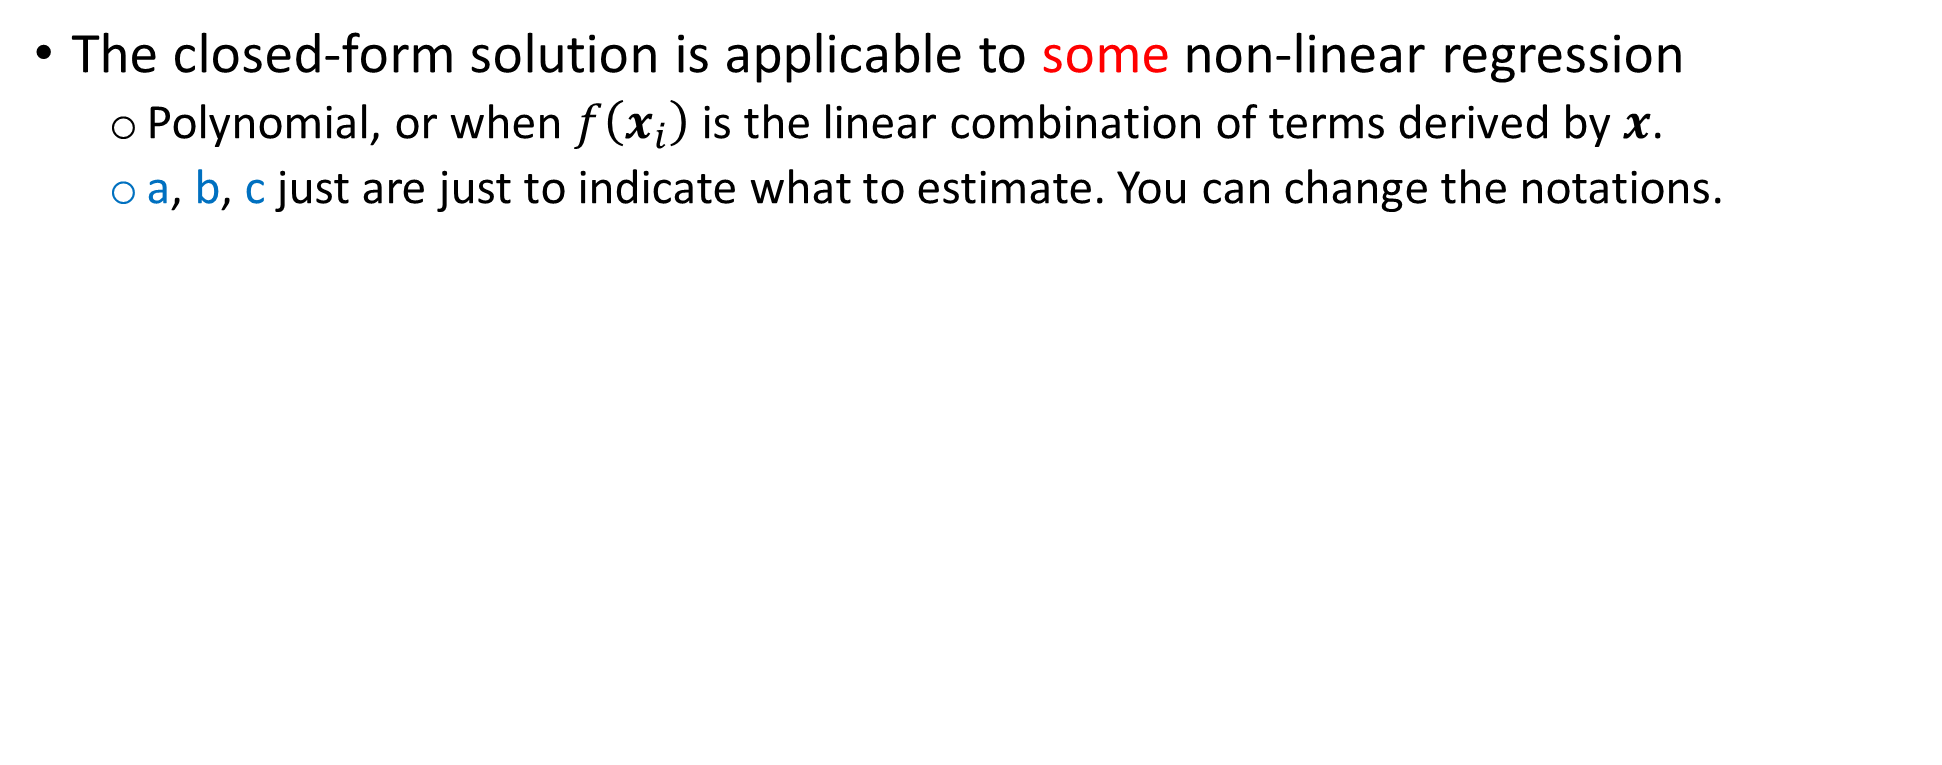 • The closed-form solution is applicable to some non-linear regression
○ Polynomial, or when f(𝒙ᵢ) is the linear combination of terms derived by 𝒙.
○ a, b, c just are just to indicate what to estimate. You can change the notations.